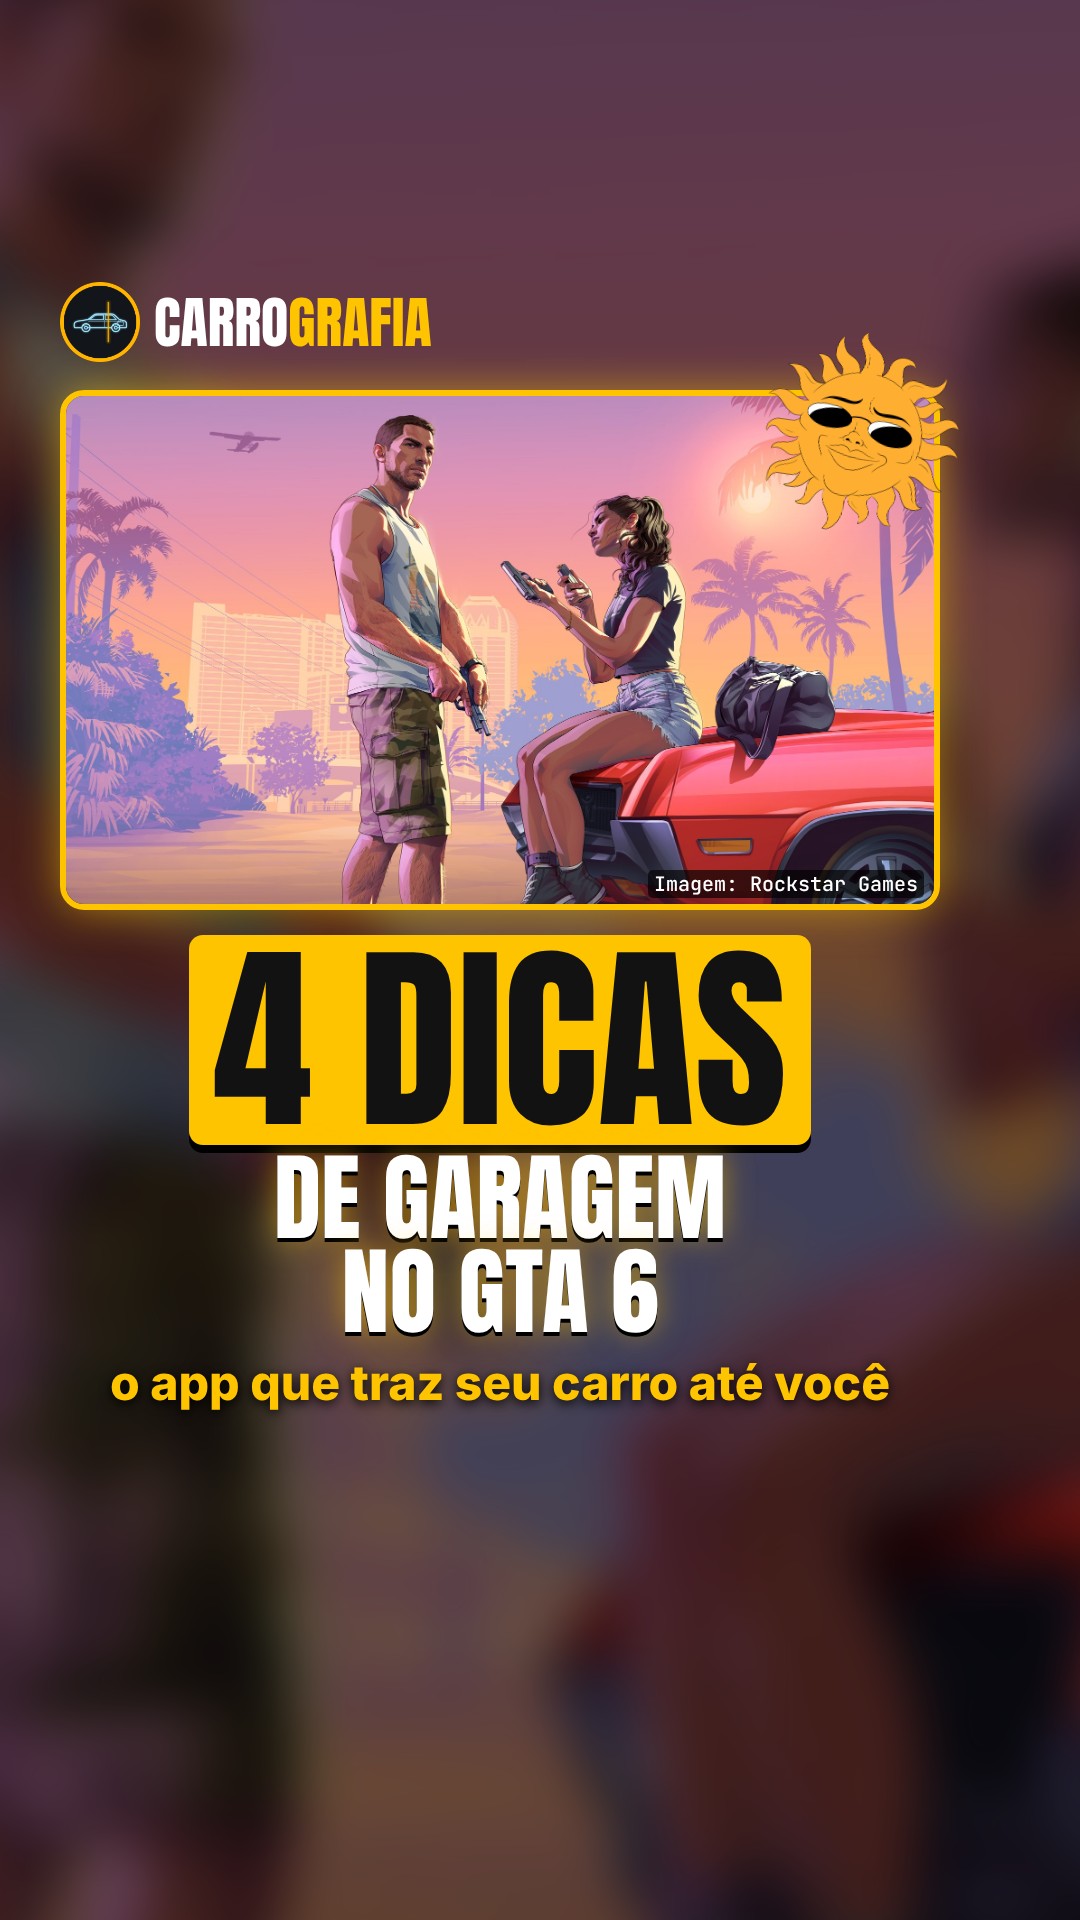 CARROGRAFIA
Imagem: Rockstar Games
4 DICAS
DE GARAGEM
NO GTA 6
o app que traz seu carro até você